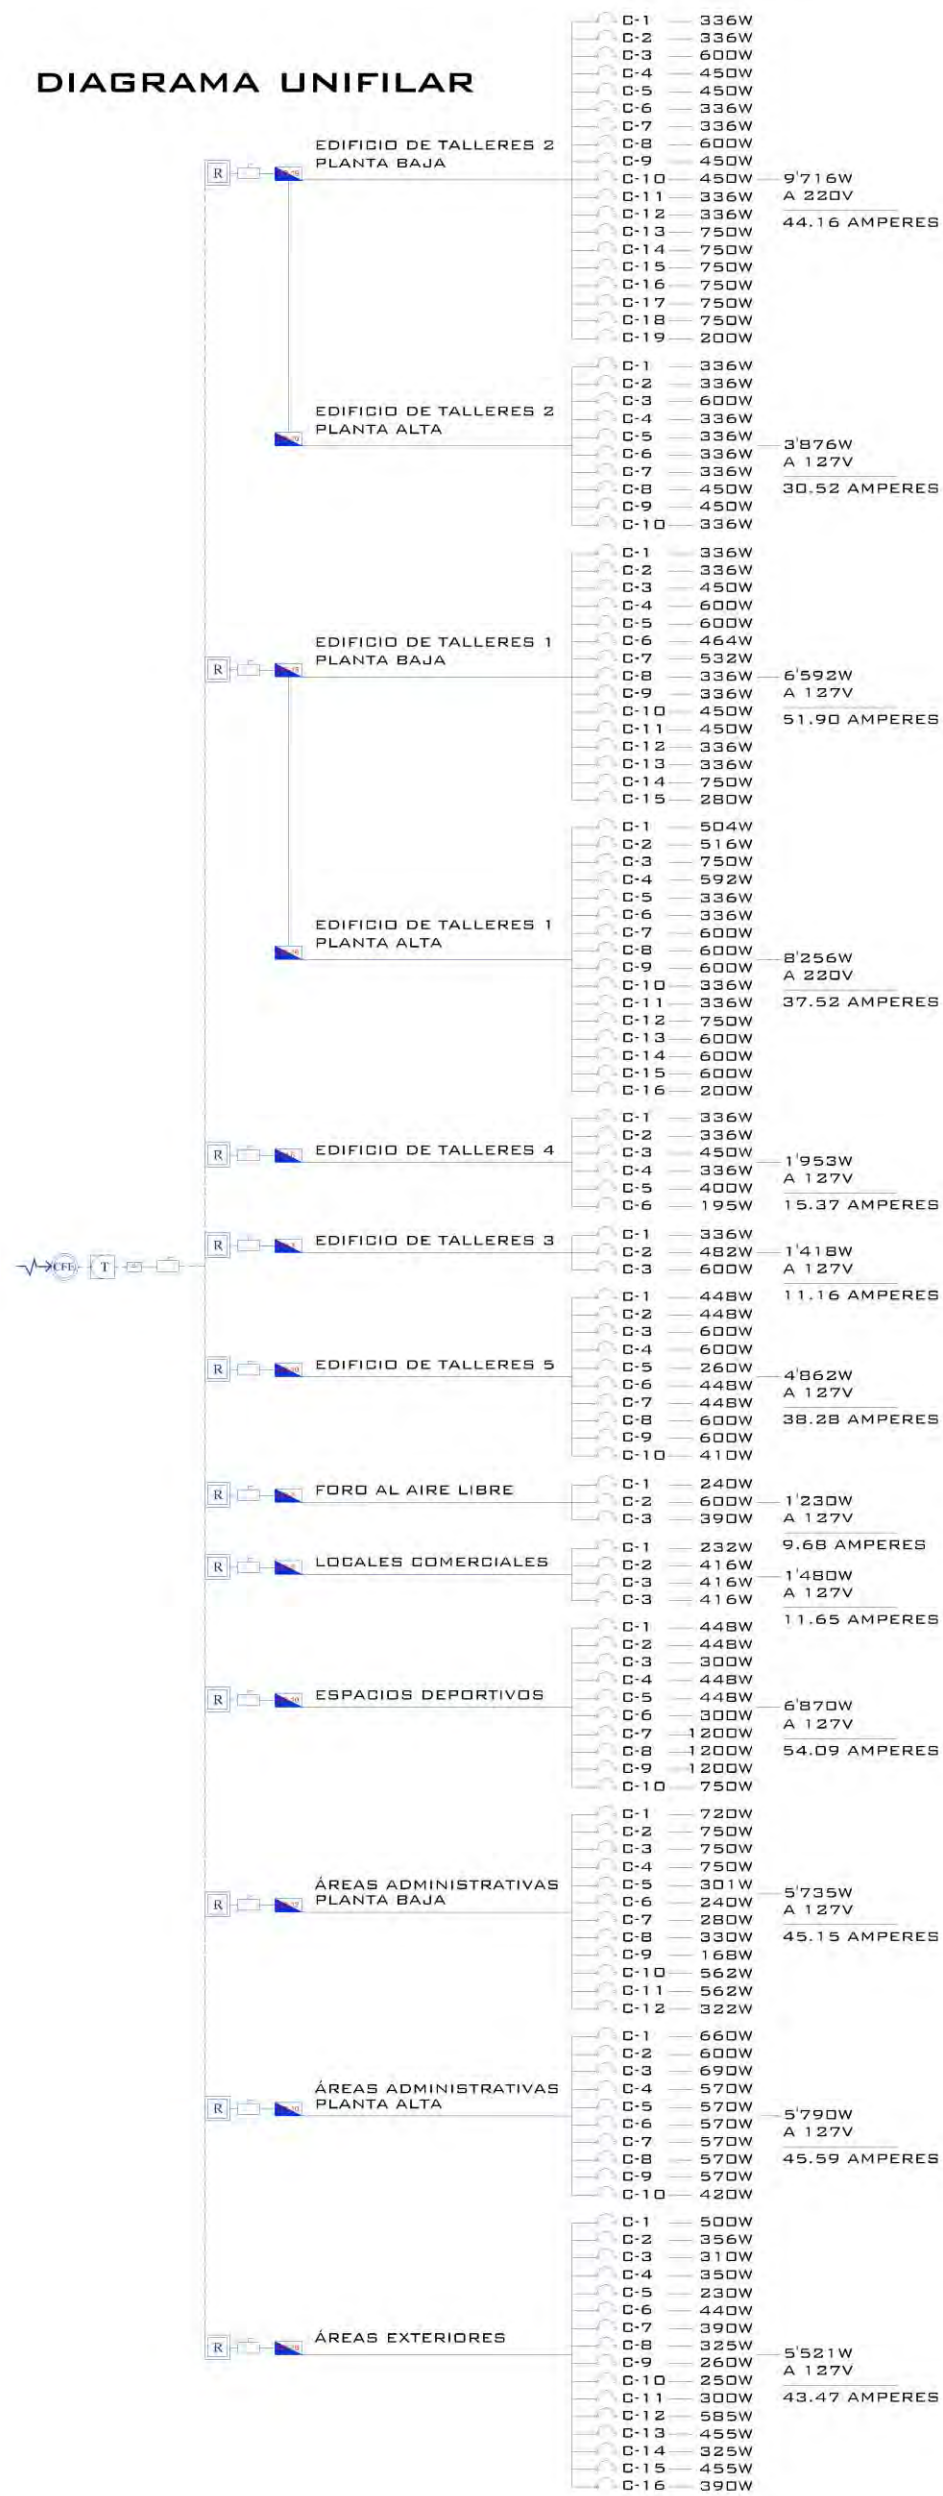 DIAGRAMA UNIFILAR
EDIFICIO DE TALLERES 2
PLANTA BAJA
R
C-1 336W
C-2 336W
C-3 600W
C-4 450W
C-5 450W
C-6 336W
C-7 336W
C-8 600W
C-9 450W
C-10 450W
C-11 336W
C-12 336W
C-13 750W
C-14 750W
C-15 750W
C-16 750W
C-17 750W
C-18 750W
C-19 200W
9'716W
A 220V
44.16 AMPERES
EDIFICIO DE TALLERES 2
PLANTA ALTA
C-1 336W
C-2 336W
C-3 600W
C-4 336W
C-5 336W
C-6 336W
C-7 336W
C-8 450W
C-9 450W
C-10 336W
3'876W
A 127V
30.52 AMPERES
EDIFICIO DE TALLERES 1
PLANTA BAJA
R
C-1 336W
C-2 336W
C-3 450W
C-4 600W
C-5 600W
C-6 464W
C-7 532W
C-8 336W
C-9 336W
C-10 450W
C-11 450W
C-12 336W
C-13 336W
C-14 750W
C-15 280W
6'592W
A 127V
51.90 AMPERES
EDIFICIO DE TALLERES 1
PLANTA ALTA
C-1 504W
C-2 516W
C-3 750W
C-4 592W
C-5 336W
C-6 336W
C-7 600W
C-8 600W
C-9 600W
C-10 336W
C-11 336W
C-12 750W
C-13 600W
C-14 600W
C-15 600W
C-16 200W
8'256W
A 220V
37.52 AMPERES
R
EDIFICIO DE TALLERES 4
C-1 336W
C-2 336W
C-3 450W
C-4 336W
C-5 400W
C-6 195W
1'953W
A 127V
15.37 AMPERES
CFE
T
R
EDIFICIO DE TALLERES 3
C-1 336W
C-2 482W
C-3 600W
1'418W
A 127V
11.16 AMPERES
R
EDIFICIO DE TALLERES 5
C-1 448W
C-2 448W
C-3 600W
C-4 600W
C-5 260W
C-6 448W
C-7 448W
C-8 600W
C-9 600W
C-10 410W
4'862W
A 127V
38.28 AMPERES
R
FORO AL AIRE LIBRE
C-1 240W
C-2 600W
C-3 390W
1'230W
A 127V
9.68 AMPERES
R
LOCALES COMERCIALES
C-1 232W
C-2 416W
C-3 416W
C-3 416W
1'480W
A 127V
11.65 AMPERES
R
ESPACIOS DEPORTIVOS
C-1 448W
C-2 448W
C-3 300W
C-4 448W
C-5 448W
C-6 300W
C-7 1200W
C-8 1200W
C-9 1200W
C-10 750W
6'870W
A 127V
54.09 AMPERES
R
ÁREAS ADMINISTRATIVAS
PLANTA BAJA
C-1 720W
C-2 750W
C-3 750W
C-4 750W
C-5 301W
C-6 240W
C-7 280W
C-8 330W
C-9 168W
C-10 562W
C-11 562W
C-12 322W
5'735W
A 127V
45.15 AMPERES
R
ÁREAS ADMINISTRATIVAS
PLANTA ALTA
C-1 660W
C-2 600W
C-3 690W
C-4 570W
C-5 570W
C-6 570W
C-7 570W
C-8 570W
C-9 570W
C-10 420W
5'790W
A 127V
45.59 AMPERES
R
ÁREAS EXTERIORES
C-1 500W
C-2 356W
C-3 310W
C-4 350W
C-5 230W
C-6 440W
C-7 390W
C-8 325W
C-9 260W
C-10 250W
C-11 300W
C-12 585W
C-13 455W
C-14 325W
C-15 455W
C-16 390W
5'521W
A 127V
43.47 AMPERES